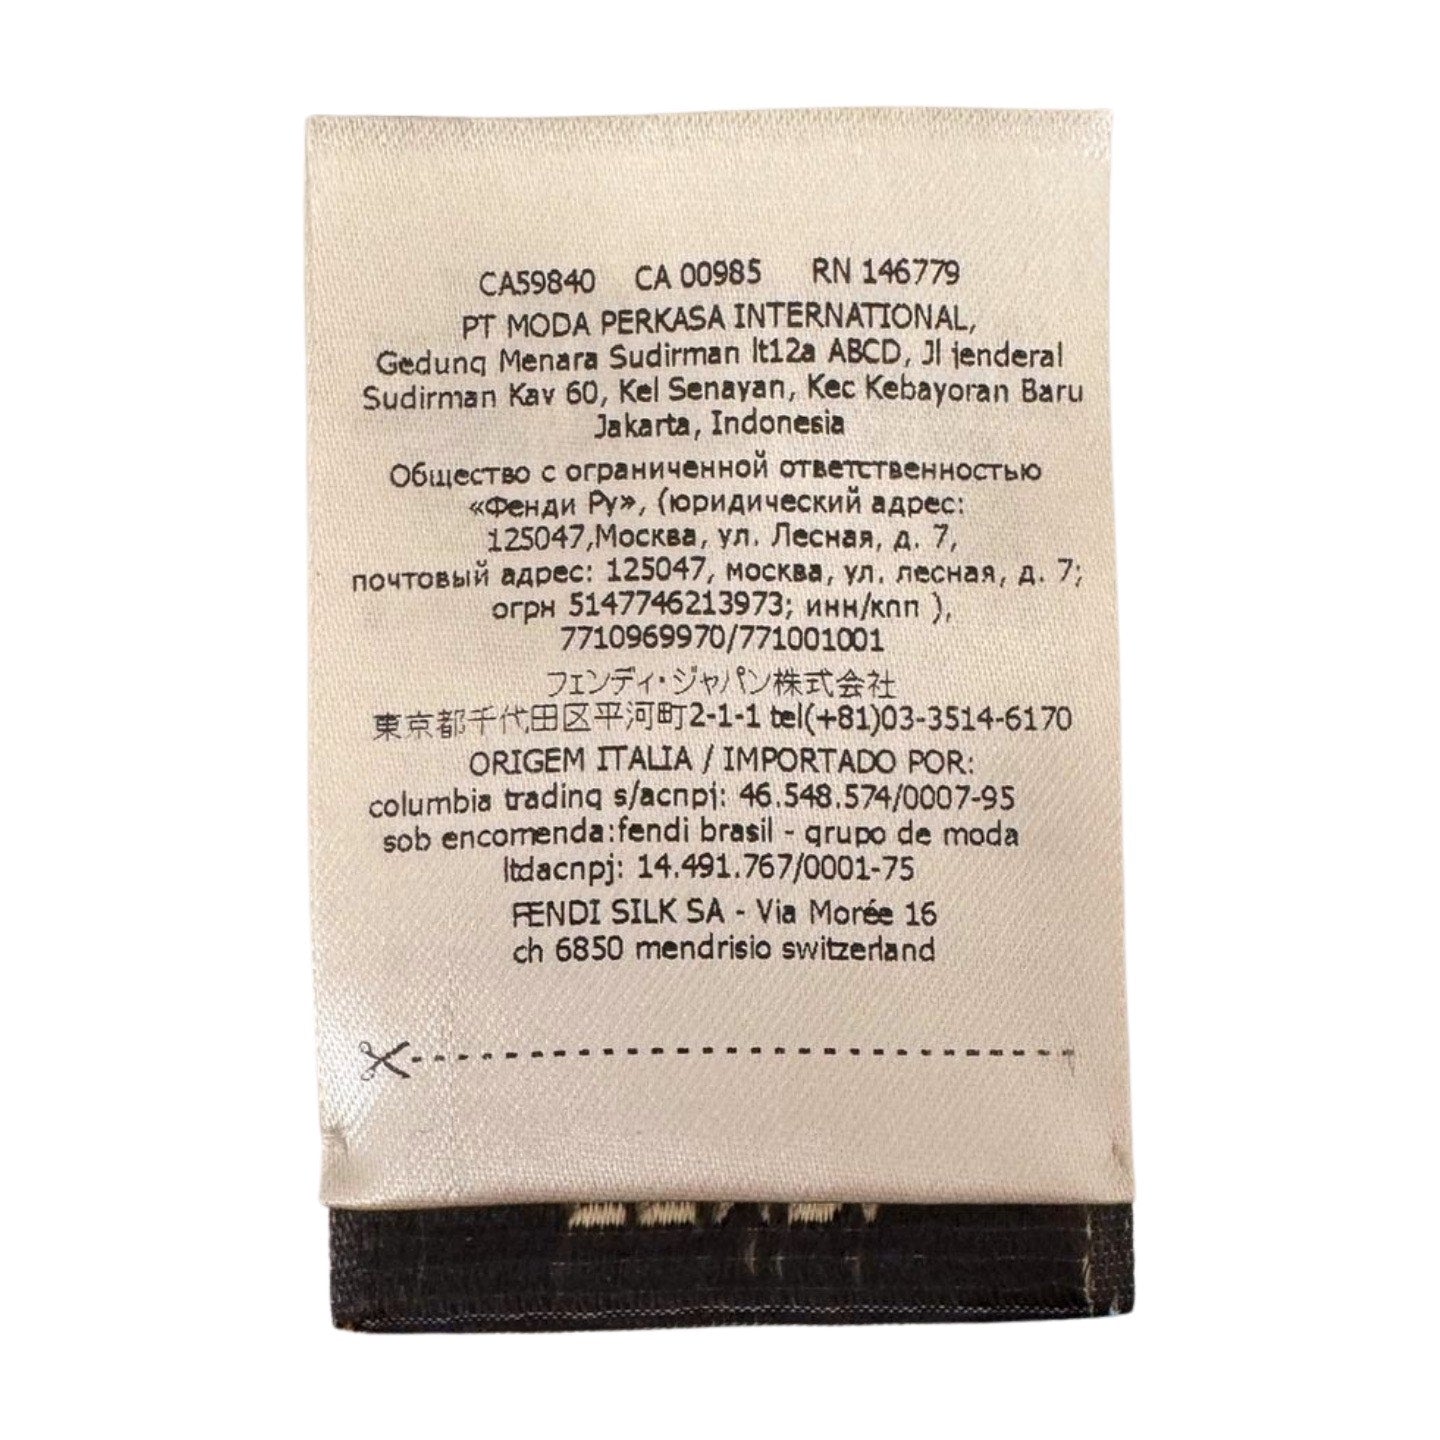 CA59840 CA 00985 RN 146779
PT MODA PERKASA INTERNATIONAL,
Gedung Menara Sudirman lt12a ABCD, Jl jenderal
Sudirman Kav 60, Kel Senayan, Kec Kebayoran Baru
Jakarta, Indonesia
Общество с ограниченной ответственностью
«Фенди Ру», (юридический адрес:
125047,Москва, ул. Лесная, д. 7,
почтовый адрес: 125047, москва, ул. лесная, д. 7;
огрн 5147746213973; инн/кпп ),
7710969970/771001001
フェンディ・ジャパン株式会社
東京都千代田区平河町2-1-1 tel(+81)03-3514-6170
ORIGEM ITALIA / IMPORTADO POR:
columbia trading s/acnpj: 46.548.574/0007-95
sob encomenda:fendi brasil - grupo de moda
ltdacnpj: 14.491.767/0001-75
FENDI SILK SA - Via Morée 16
ch 6850 mendrisio switzerland